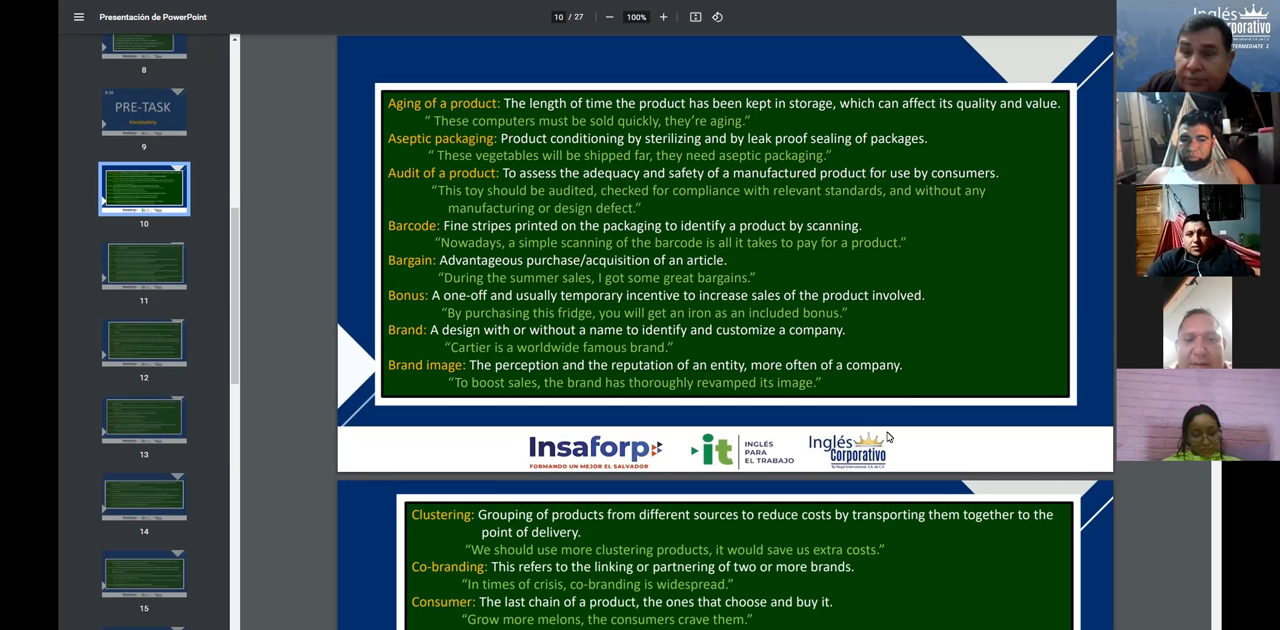 Presentación de PowerPoint
10 / 27
100%
8
PRE-TASK
Vocabulary
9
10
11
12
13
14
15
Aging of a product: The length of time the product has been kept in storage, which can affect its quality and value.
“ These computers must be sold quickly, they’re aging.”
Aseptic packaging: Product conditioning by sterilizing and by leak proof sealing of packages.
“ These vegetables will be shipped far, they need aseptic packaging.”
Audit of a product: To assess the adequacy and safety of a manufactured product for use by consumers.
“This toy should be audited, checked for compliance with relevant standards, and without any
manufacturing or design defect.”
Barcode: Fine stripes printed on the packaging to identify a product by scanning.
“Nowadays, a simple scanning of the barcode is all it takes to pay for a product.”
Bargain: Advantageous purchase/acquisition of an article.
“During the summer sales, I got some great bargains.”
Bonus: A one-off and usually temporary incentive to increase sales of the product involved.
“By purchasing this fridge, you will get an iron as an included bonus.”
Brand: A design with or without a name to identify and customize a company.
“Cartier is a worldwide famous brand.”
Brand image: The perception and the reputation of an entity, more often of a company.
“To boost sales, the brand has thoroughly revamped its image.”
Insaforp
FORMANDO UN MEJOR EL SALVADOR
it
INGLÉS
PARA
EL TRABAJO
Inglés
Corporativo
Clustering: Grouping of products from different sources to reduce costs by transporting them together to the
point of delivery.
“We should use more clustering products, it would save us extra costs.”
Co-branding: This refers to the linking or partnering of two or more brands.
“In times of crisis, co-branding is widespread.”
Consumer: The last chain of a product, the ones that choose and buy it.
“Grow more melons, the consumers crave them.”